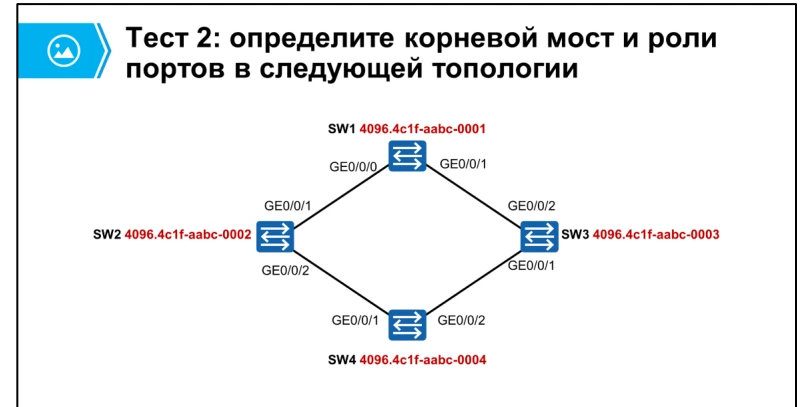 Тест 2: определите корневой мост и роли
портов в следующей топологии
SW1 4096.4c1f-aabc-0001
GE0/0/0
GE0/0/1
GE0/0/1
GE0/0/2
SW2 4096.4c1f-aabc-0002
SW3 4096.4c1f-aabc-0003
GE0/0/2
GE0/0/1
GE0/0/1
GE0/0/2
SW4 4096.4c1f-aabc-0004